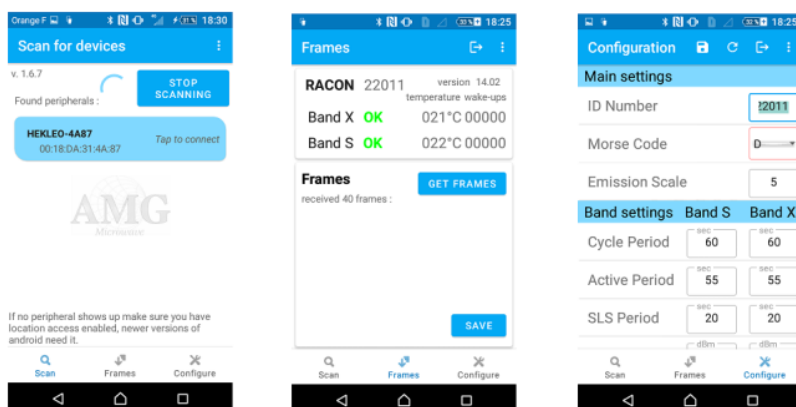 Orange F 31 % 18:30
Scan for devices
v. 1.6.7
Found peripherals :
STOP
SCANNING
HEKLEO-4A87
00:18:DA:31:4A:87
Tap to connect
AMG
Microwave
If no peripheral shows up make sure you have
location access enabled, newer versions of
android need it.
Scan Frames Configure
33 % 18:25
Frames
RACON 22011 version 14.02
temperature wake-ups
Band X OK 021°C 00000
Band S OK 022°C 00000
Frames
GET FRAMES
received 40 frames :
SAVE
Scan Frames Configure
18:25
Configuration
Main settings
ID Number 22011
Morse Code D
Emission Scale 5
Band settings Band S Band X
sec sec
Cycle Period 60 60
sec sec
Active Period 55 55
sec sec
SLS Period 20 20
dBm dBm
Scan Frames Configure